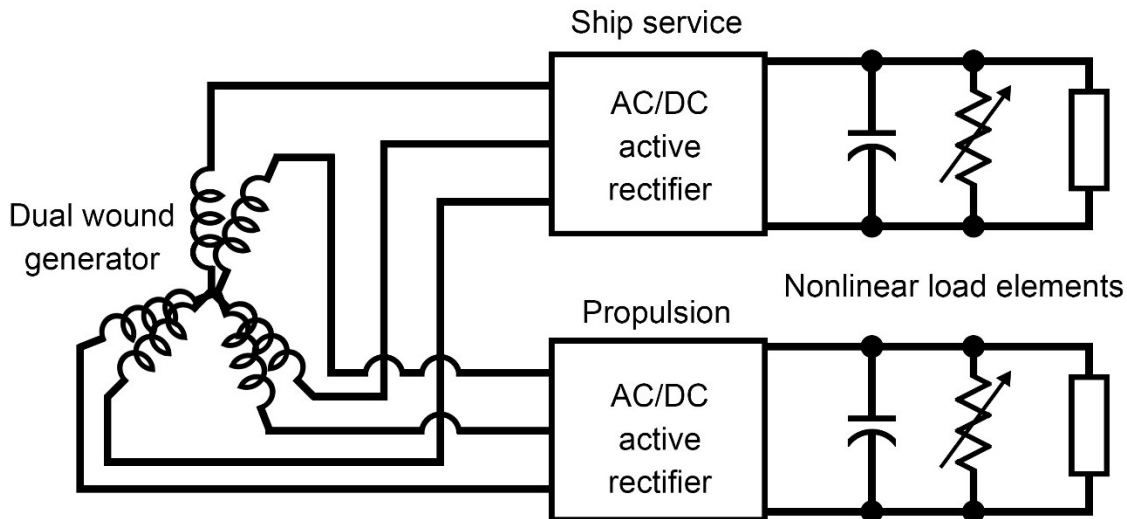 Ship service
AC/DC
active
rectifier
Dual wound
generator
Nonlinear load elements
Propulsion
AC/DC
active
rectifier